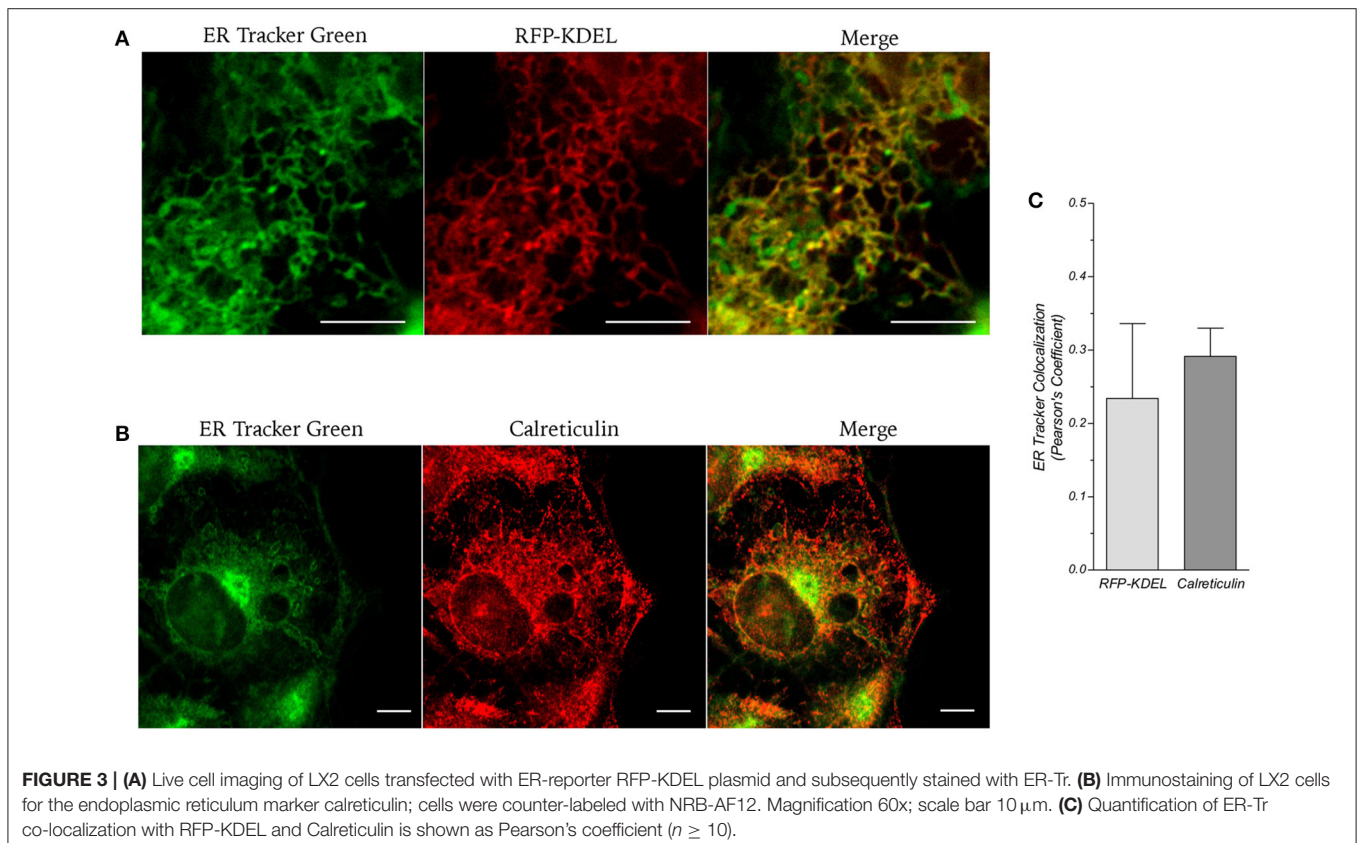 A
ER Tracker Green
RFP-KDEL
Merge
B
ER Tracker Green
Calreticulin
Merge
C
ER Tracker Colocalization
(Pearson's Coefficient)
0.5
0.4
0.3
0.2
0.1
0.0
RFP-KDEL
Calreticulin
FIGURE 3 | (A) Live cell imaging of LX2 cells transfected with ER-reporter RFP-KDEL plasmid and subsequently stained with ER-Tr. (B) Immunostaining of LX2 cells
for the endoplasmic reticulum marker calreticulin; cells were counter-labeled with NRB-AF12. Magnification 60x; scale bar 10 μm. (C) Quantification of ER-Tr
co-localization with RFP-KDEL and Calreticulin is shown as Pearson's coefficient (n ≥ 10).